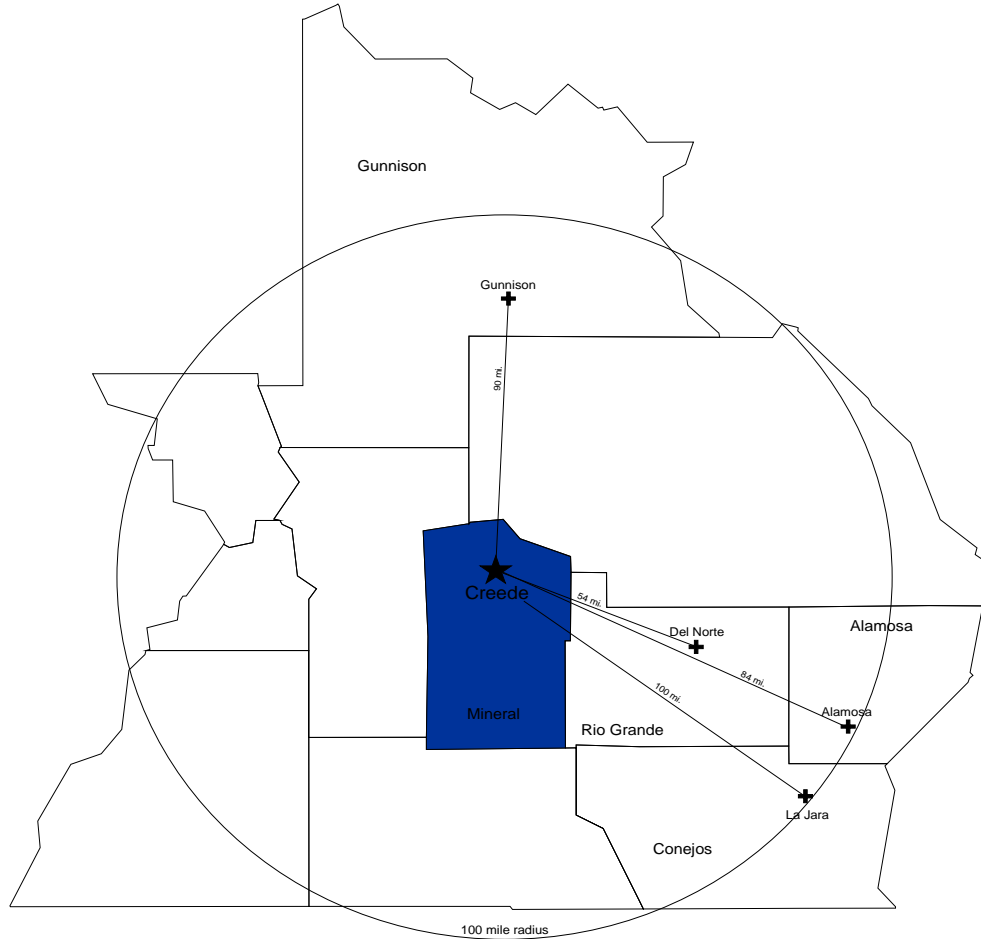 Gunnison
Gunnison
90 mi.
Creede
54 mi.
Del Norte
Alamosa
84 mi.
100 mi.
Alamosa
Mineral
Rio Grande
La Jara
Conejos
100 mile radius